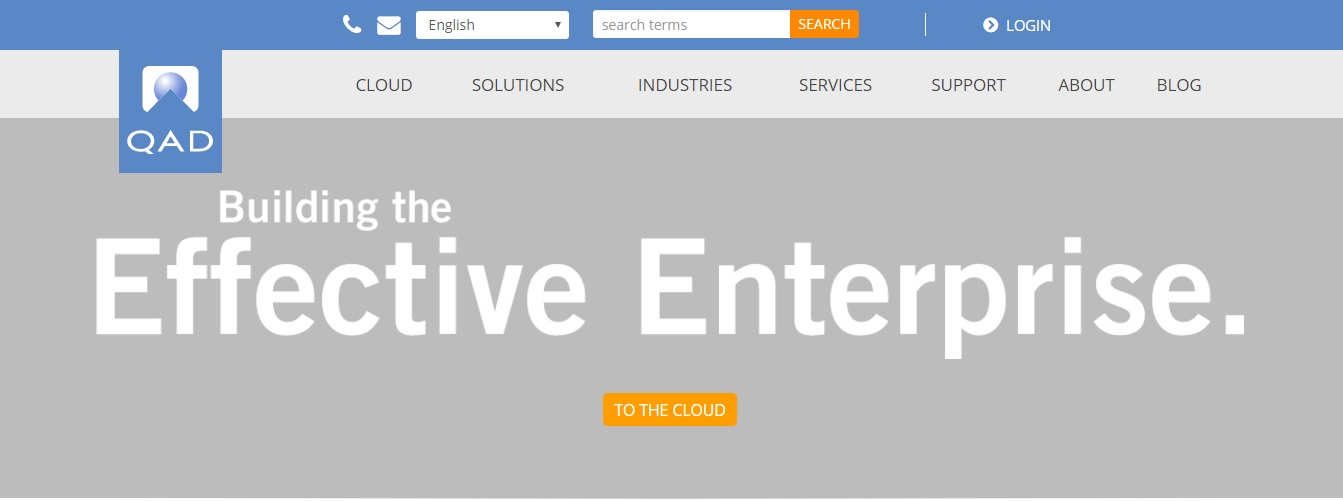 English
search terms
SEARCH
LOGIN
QAD
CLOUD SOLUTIONS INDUSTRIES SERVICES SUPPORT ABOUT BLOG
Building the
Effective Enterprise.
TO THE CLOUD